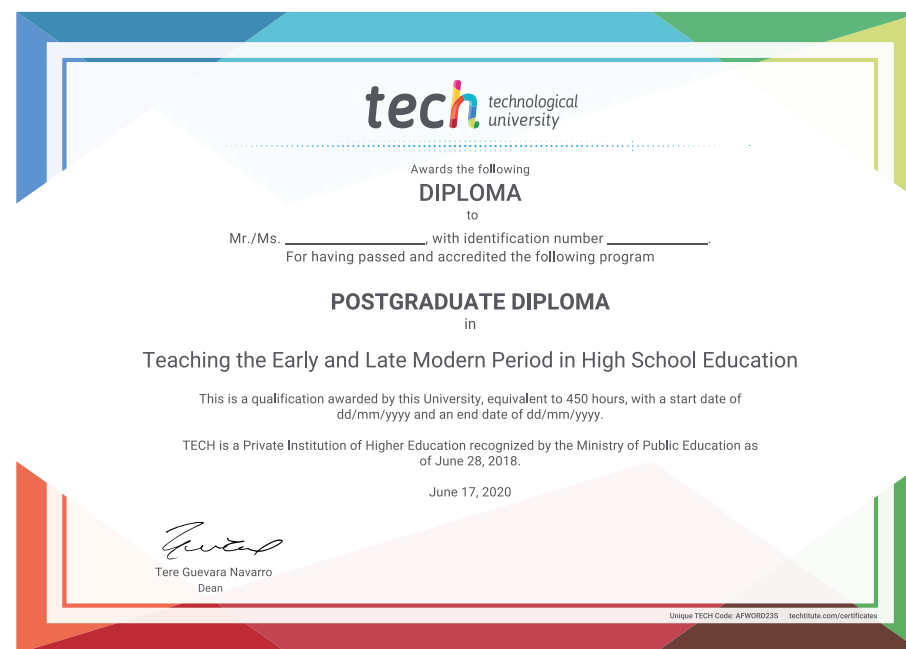 tech technological
university
Awards the following
DIPLOMA
to
Mr./Ms. ____________________, with identification number ______________.
For having passed and accredited the following program
POSTGRADUATE DIPLOMA
in
Teaching the Early and Late Modern Period in High School Education
This is a qualification awarded by this University, equivalent to 450 hours, with a start date of
dd/mm/yyyy and an end date of dd/mm/yyyy.
TECH is a Private Institution of Higher Education recognized by the Ministry of Public Education as
of June 28, 2018.
June 17, 2020
Tere Guevara Navarro
Dean
Unique TECH Code: AFWORD23S techtitute.com/certificates